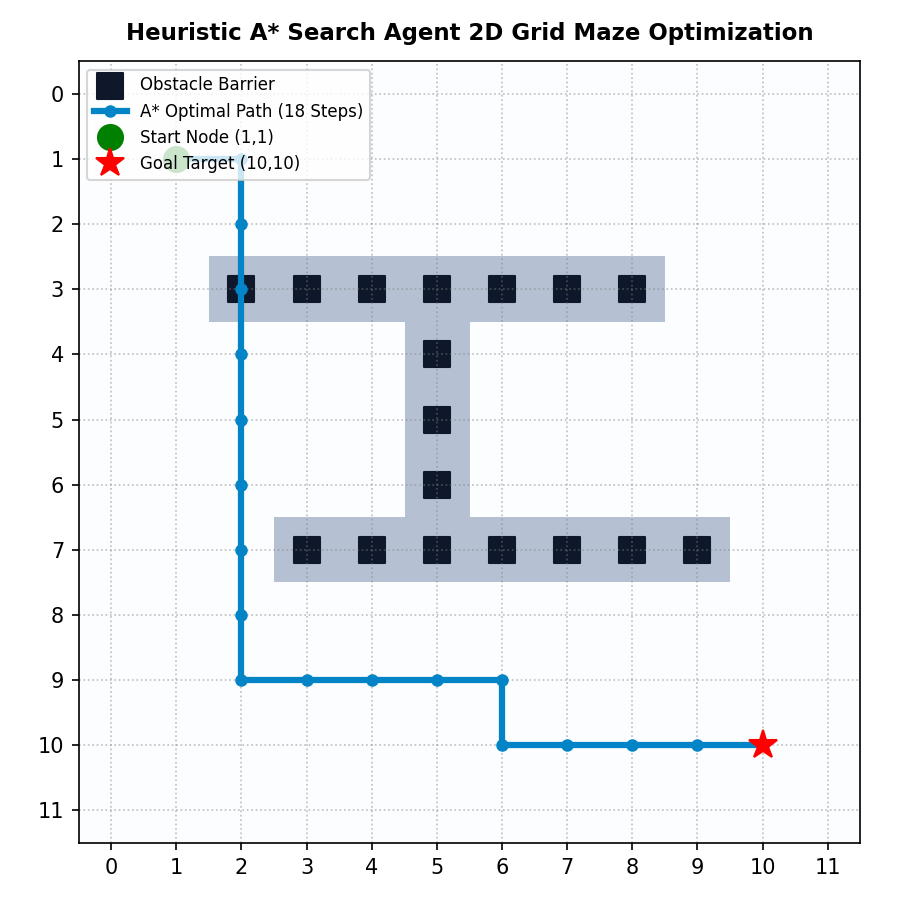 Heuristic A* Search Agent 2D Grid Maze Optimization
Obstacle Barrier
A* Optimal Path (18 Steps)
Start Node (1,1)
Goal Target (10,10)
0
1
2
3
4
5
6
7
8
9
10
11
0 1 2 3 4 5 6 7 8 9 10 11